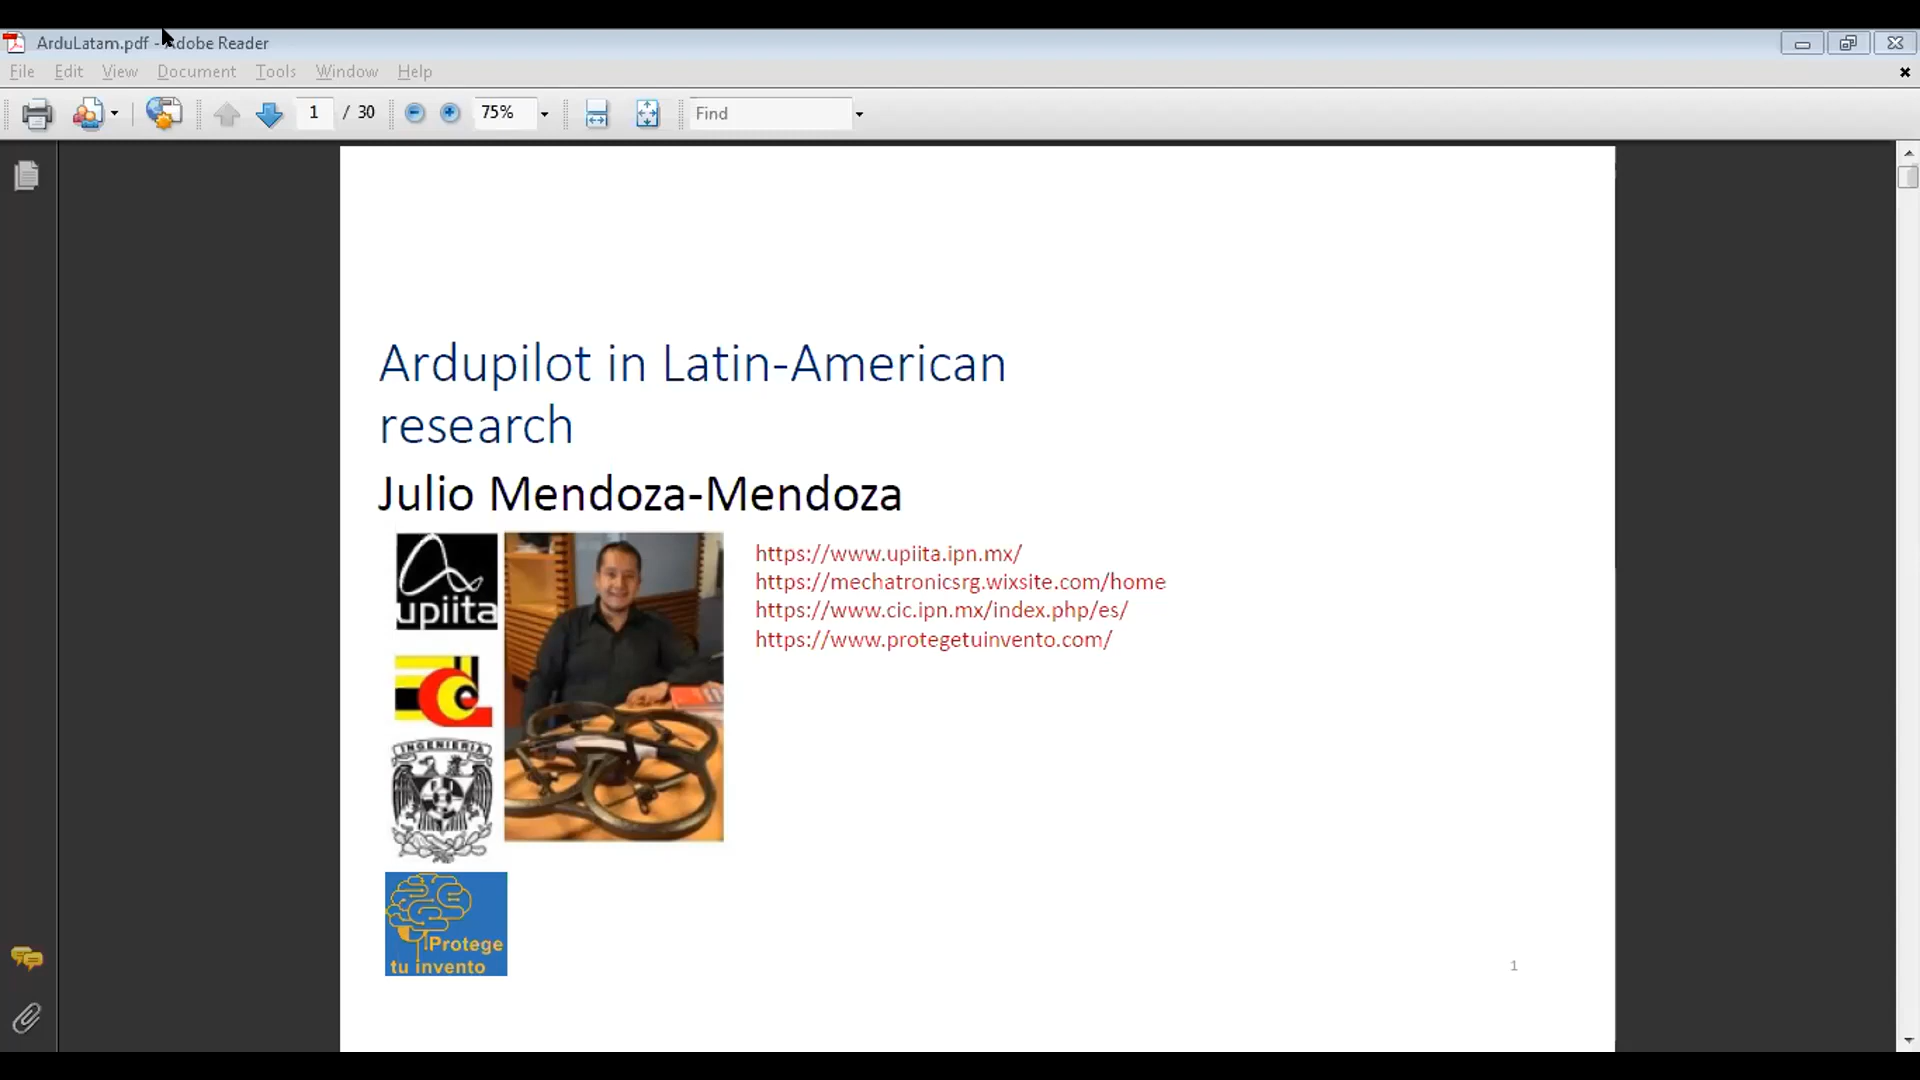 ArduLatam.pdf - Adobe Reader
File Edit View Document Tools Window Help
1 / 30 75% Find
Ardupilot in Latin-American
research
Julio Mendoza-Mendoza
upiita
https://www.upiita.ipn.mx/
https://mechatronicsrg.wixsite.com/home
https://www.cic.ipn.mx/index.php/es/
https://www.protegetuinvento.com/
INGENIERIA
Protege
tu invento
1